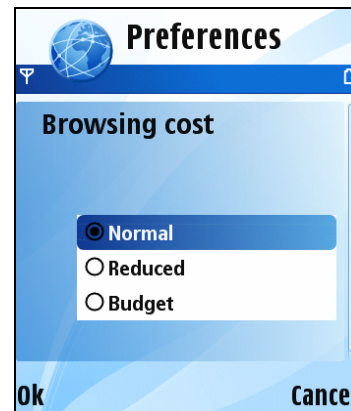 Preferences
Browsing cost
Normal
Reduced
Budget
Ok
Cance